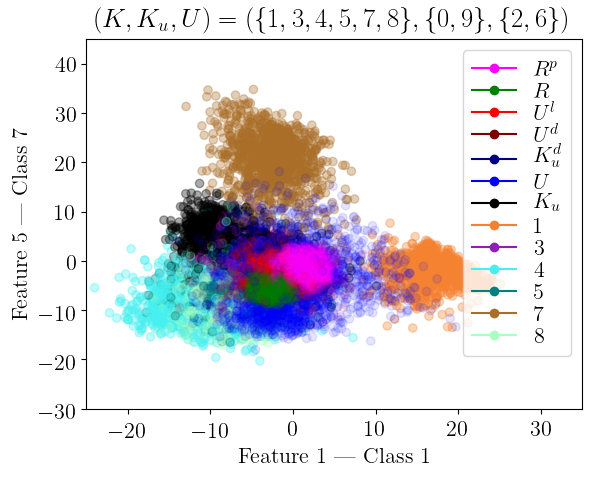 (K, K_u, U) = ({1, 3, 4, 5, 7, 8}, {0, 9}, {2, 6})
Feature 5 — Class 7
40
30
20
10
0
−10
−20
−30
−20
−10
0
10
20
30
Feature 1 — Class 1
R^p
R
U^l
U^d
K_u^d
U
K_u
1
3
4
5
7
8